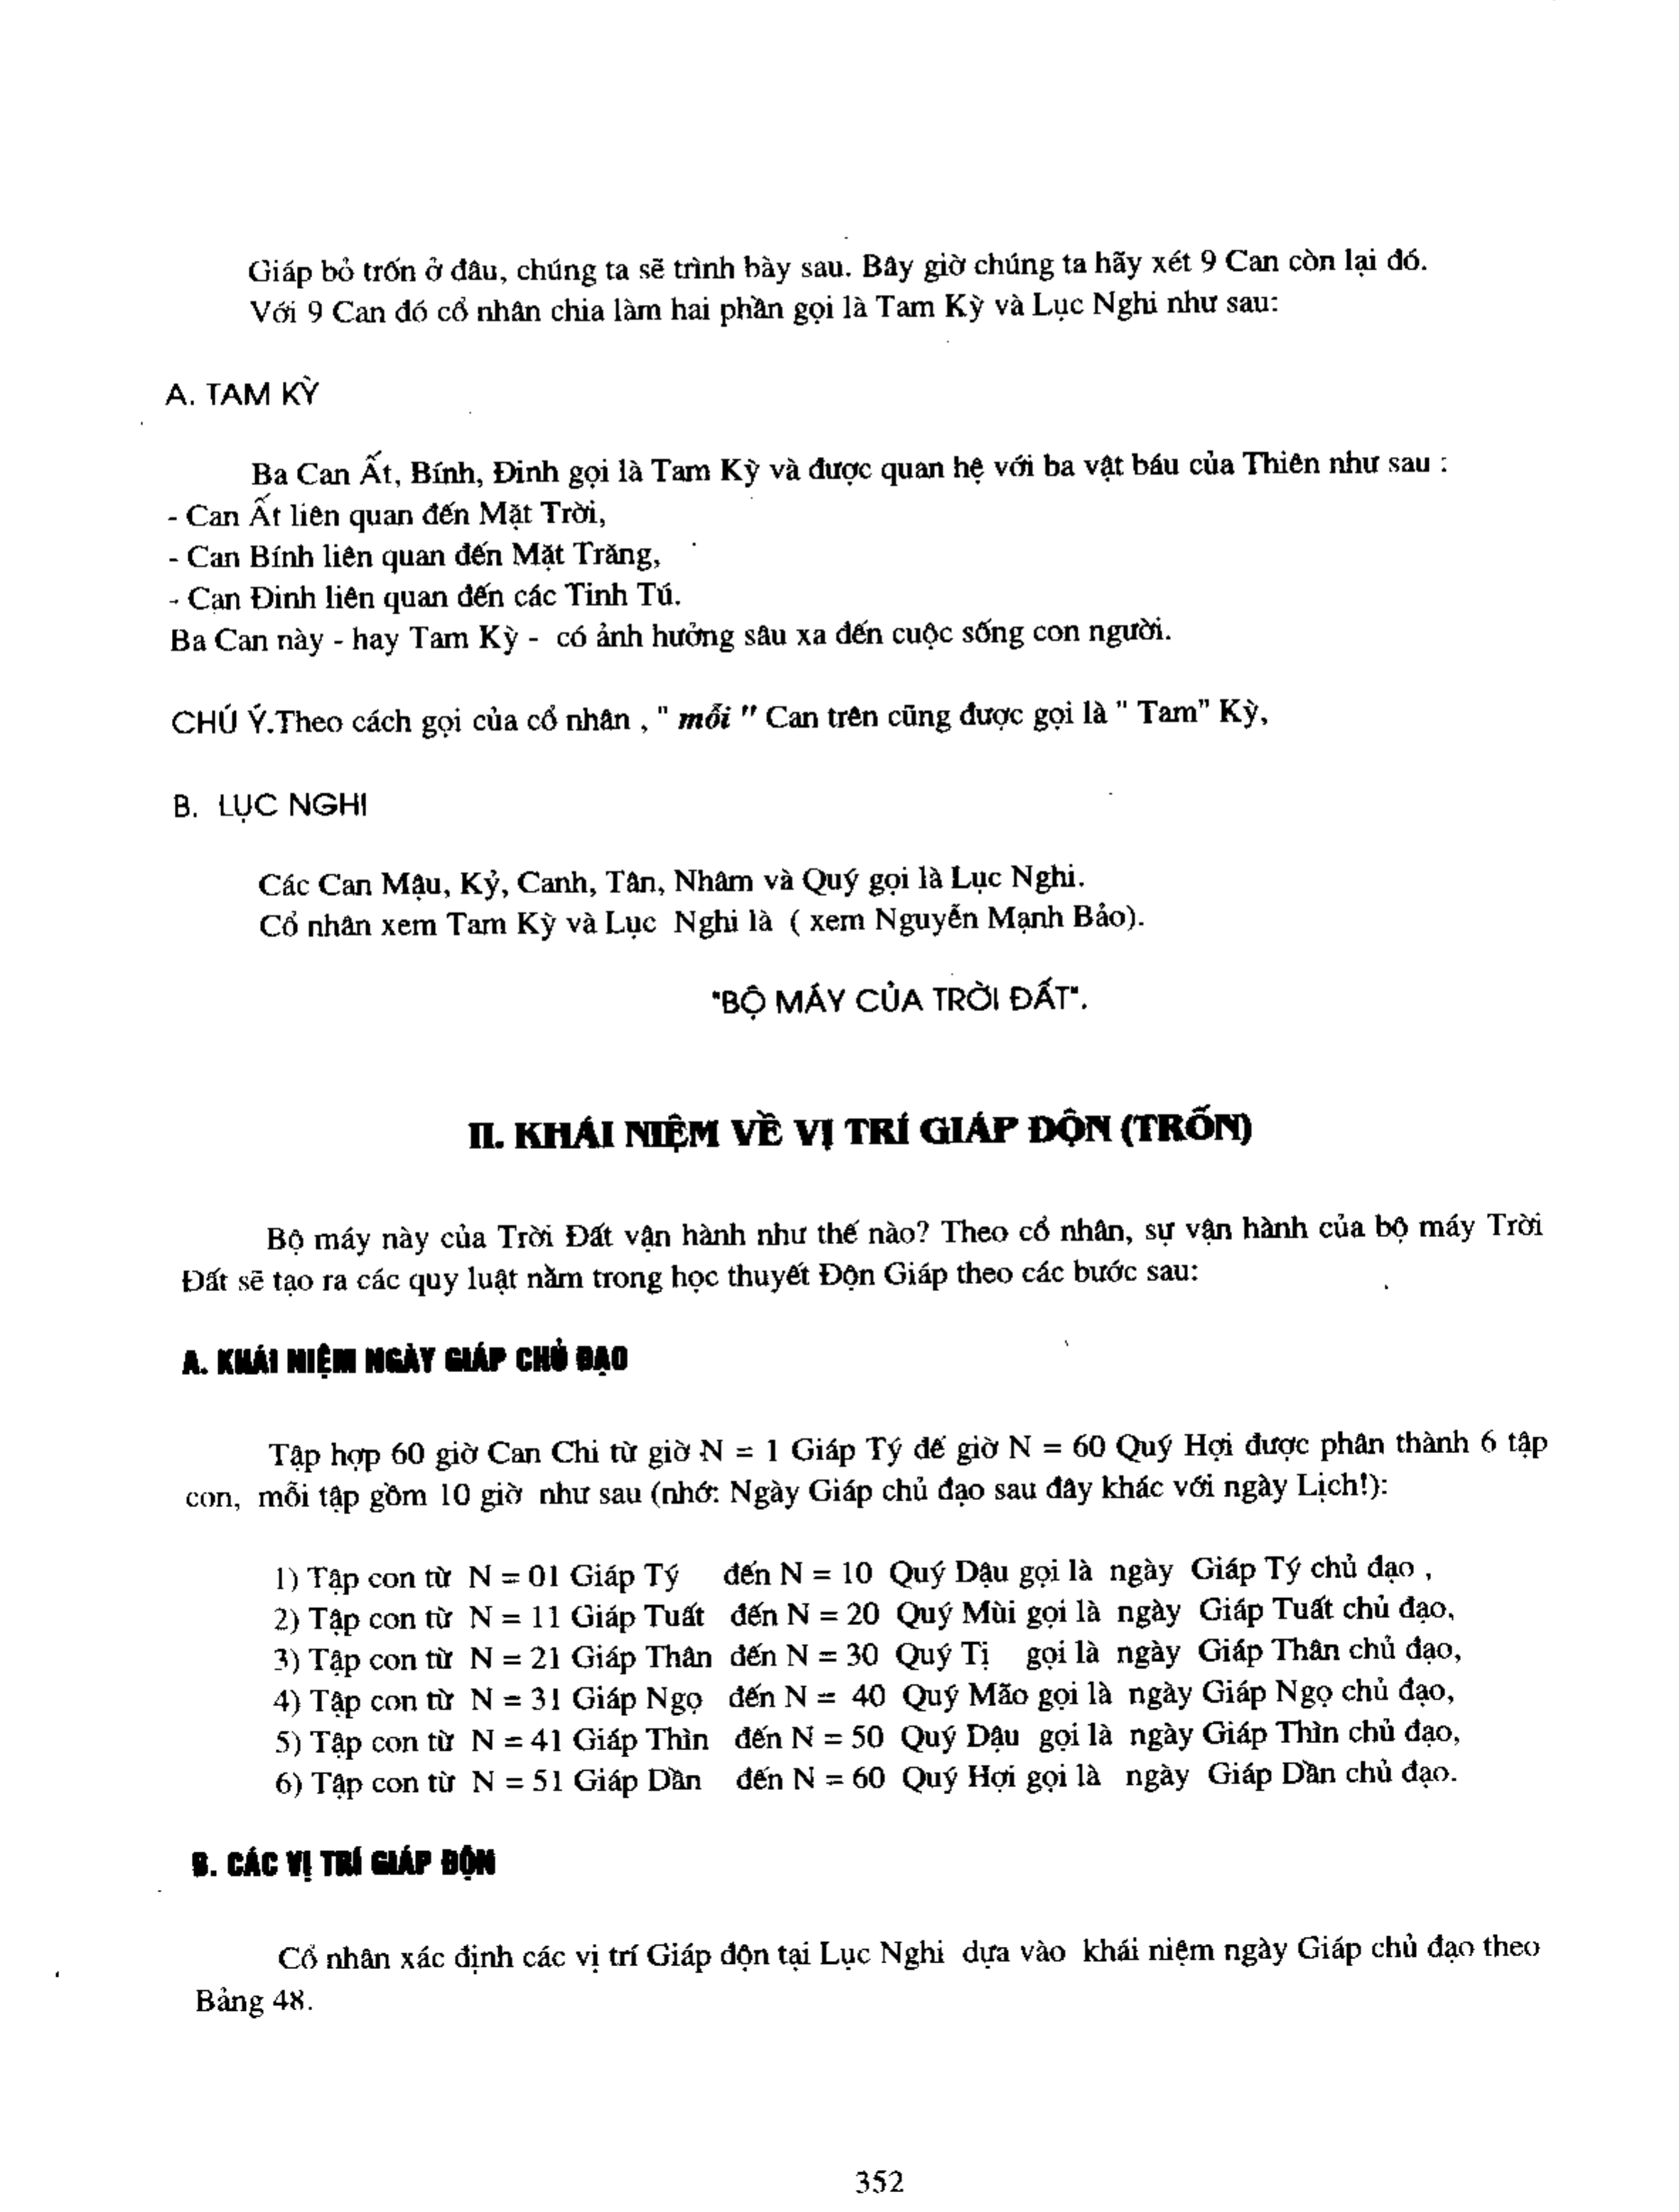 Giáp bỏ trốn ở đâu, chúng ta sẽ trình bày sau. Bây giờ chúng ta hãy xét 9 Can còn lại đó.
Với 9 Can đó cổ nhân chia làm hai phần gọi là Tam Kỳ và Lục Nghi như sau:
A. TAM KỲ
Ba Can Ất, Bính, Đinh gọi là Tam Kỳ và được quan hệ với ba vật báu của Thiên như sau :
- Can Ất liên quan đến Mặt Trời,
- Can Bính liên quan đến Mặt Trăng,
- Can Đinh liên quan đến các Tinh Tú.
Ba Can này - hay Tam Kỳ - có ảnh hưởng sâu xa đến cuộc sống con người.
CHÚ Ý.Theo cách gọi của cổ nhân , " mỗi " Can trên cũng được gọi là " Tam" Kỳ,
B. LỤC NGHI
Các Can Mậu, Kỷ, Canh, Tân, Nhâm và Quý gọi là Lục Nghi.
Cổ nhân xem Tam Kỳ và Lục Nghi là ( xem Nguyễn Mạnh Bảo).
"BỘ MÁY CỦA TRỜI ĐẤT".
II. KHÁI NIỆM VỀ VỊ TRÍ GIÁP ĐỘN (TRỐN)
Bộ máy này của Trời Đất vận hành như thế nào? Theo cổ nhân, sự vận hành của bộ máy Trời
Đất sẽ tạo ra các quy luật nằm trong học thuyết Độn Giáp theo các bước sau:
A. KHÁI NIỆM NGÀY GIÁP CHỦ ĐẠO
Tập hợp 60 giờ Can Chi từ giờ N = 1 Giáp Tý đế giờ N = 60 Quý Hợi được phân thành 6 tập
con, mỗi tập gồm 10 giờ như sau (nhớ: Ngày Giáp chủ đạo sau đây khác với ngày Lịch!):
1) Tập con từ N = 01 Giáp Tý đến N = 10 Quý Dậu gọi là ngày Giáp Tý chủ đạo ,
2) Tập con từ N = 11 Giáp Tuất đến N = 20 Quý Mùi gọi là ngày Giáp Tuất chủ đạo,
3) Tập con từ N = 21 Giáp Thân đến N = 30 Quý Tị gọi là ngày Giáp Thân chủ đạo,
4) Tập con từ N = 31 Giáp Ngọ đến N = 40 Quý Mão gọi là ngày Giáp Ngọ chủ đạo,
5) Tập con từ N = 41 Giáp Thìn đến N = 50 Quý Dậu gọi là ngày Giáp Thìn chủ đạo,
6) Tập con từ N = 51 Giáp Dần đến N = 60 Quý Hợi gọi là ngày Giáp Dần chủ đạo.
B. CÁC VỊ TRÍ GIÁP ĐỘN
Cổ nhân xác định các vị trí Giáp độn tại Lục Nghi dựa vào khái niệm ngày Giáp chủ đạo theo
Bảng 48.
352